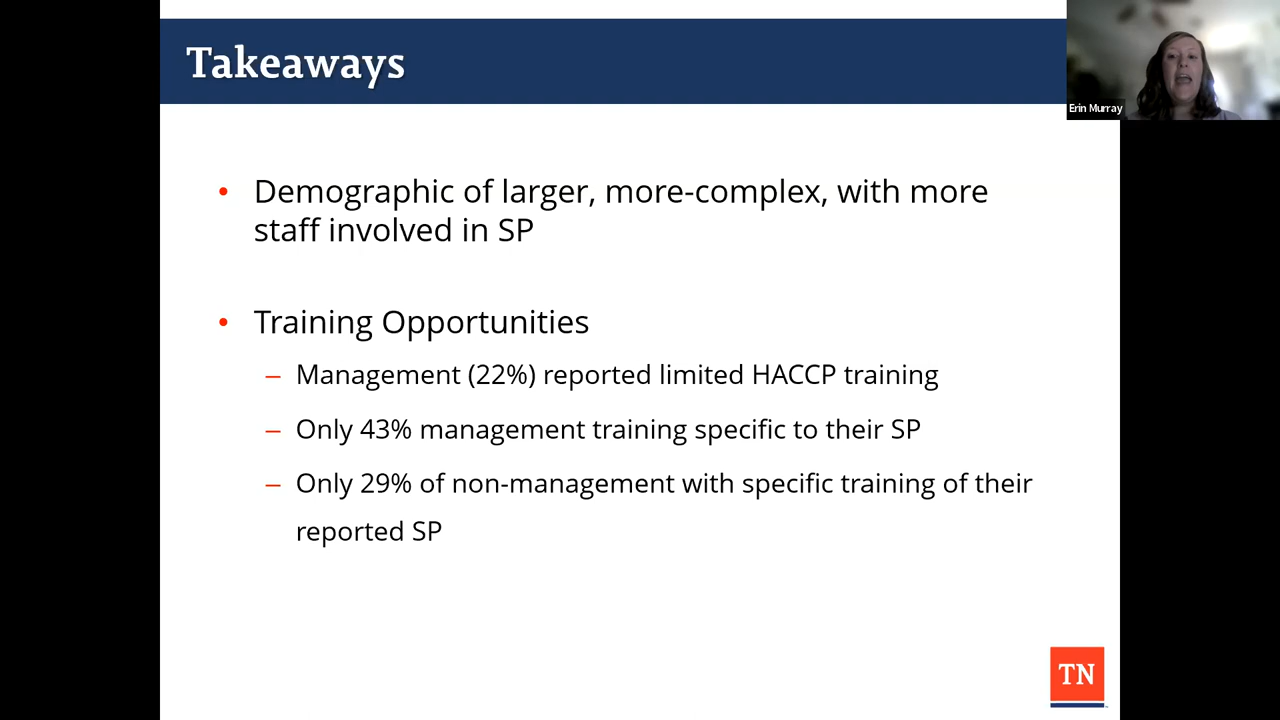 Takeaways
Erin Murray
• Demographic of larger, more-complex, with more
staff involved in SP
• Training Opportunities
– Management (22%) reported limited HACCP training
– Only 43% management training specific to their SP
– Only 29% of non-management with specific training of their
reported SP
TN